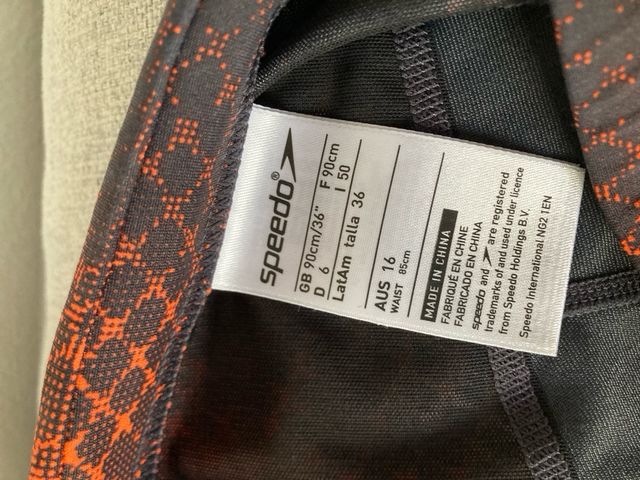 speedo®
GB 90cm/36" F 90cm
D 6 I 50
LatAm talla 36
AUS 16
WAIST 85cm
MADE IN CHINA
FABRIQUÉ EN CHINE
FABRICADO EN CHINA
speedo and are registered
trademarks of and used under licence
from Speedo Holdings B.V.
Speedo International NG2 1EN